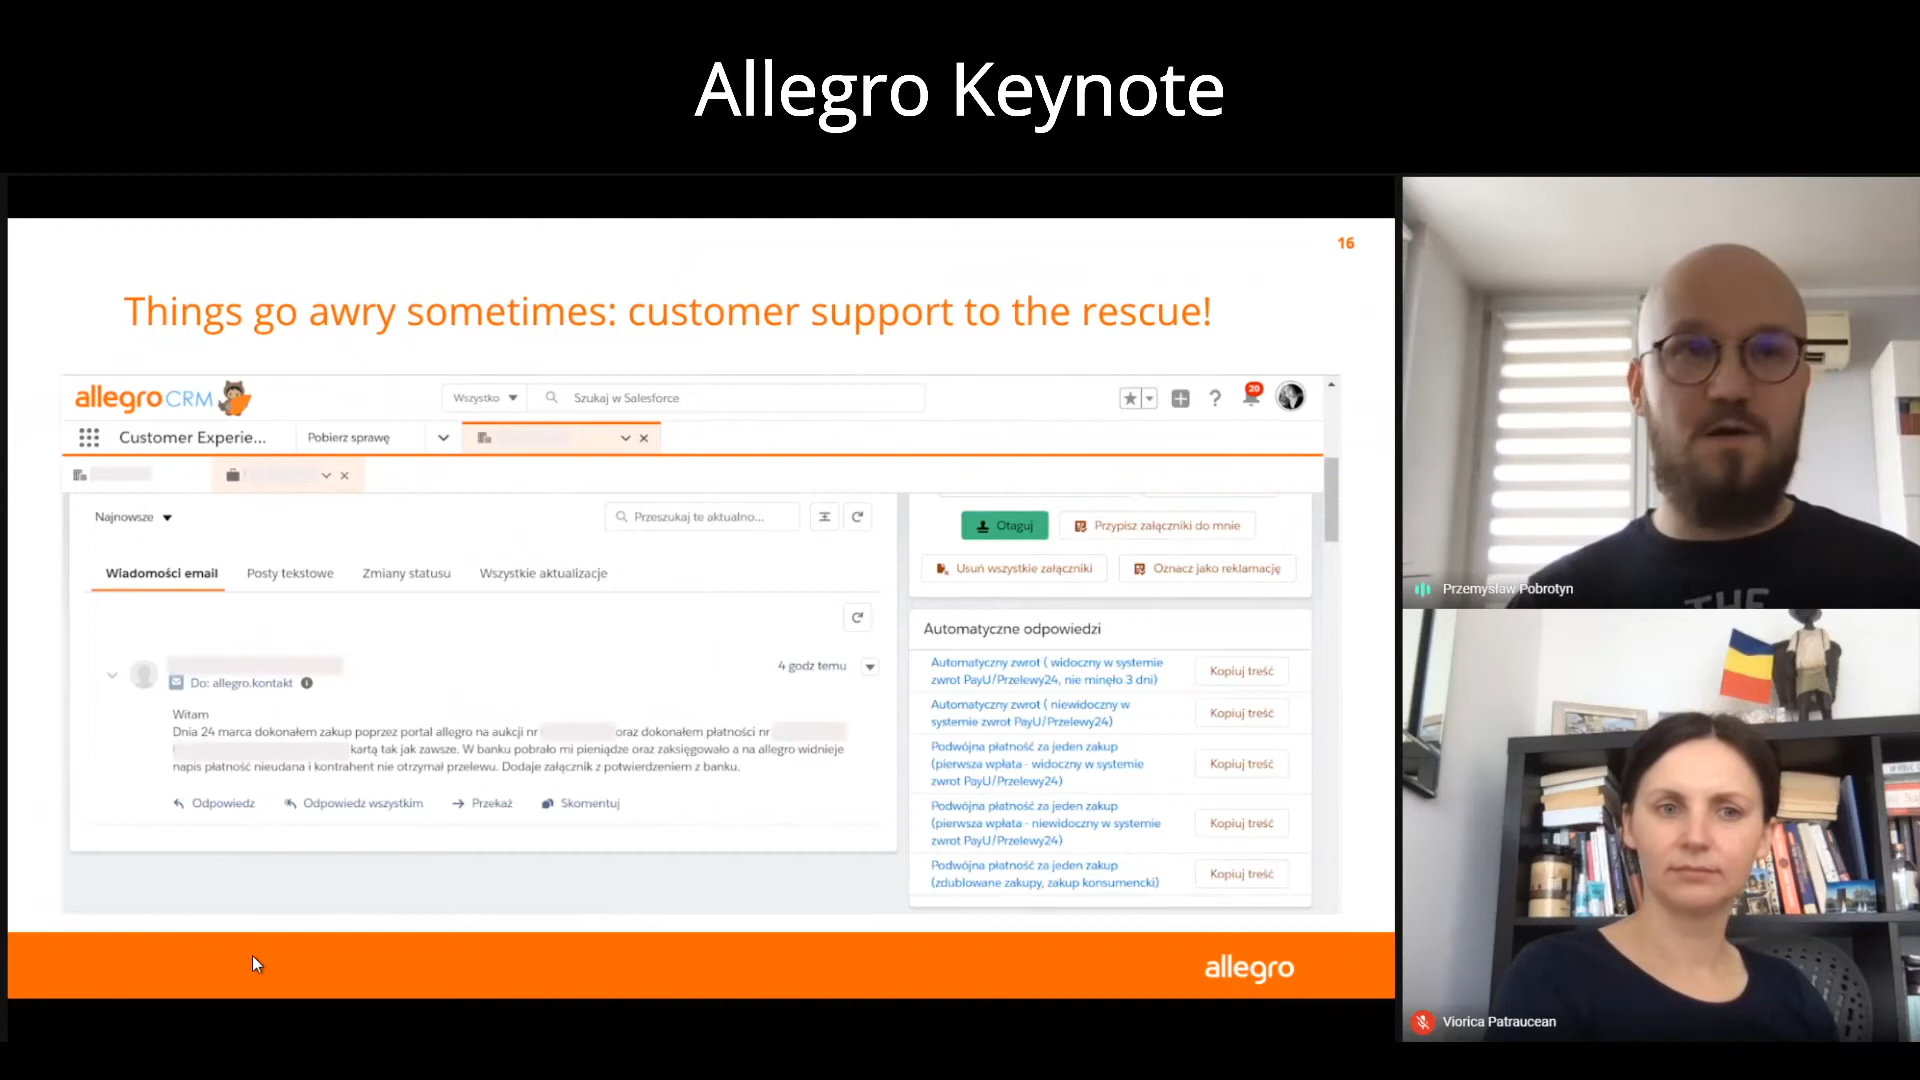 Allegro Keynote
16
Things go awry sometimes: customer support to the rescue!
allegro CRM
Wszystko
Szukaj w Salesforce
20
Customer Experie...
Pobierz sprawę
Najnowsze
Przeszukaj te aktualno...
Wiadomości email
Posty tekstowe
Zmiany statusu
Wszystkie aktualizacje
4 godz temu
Do: allegro.kontakt
Witam
Dnia 24 marca dokonałem zakup poprzez portal allegro na aukcji nr oraz dokonałem płatności nr
kartą tak jak zawsze. W banku pobrało mi pieniądze oraz zaksięgowało a na allegro widnieje
napis płatność nieudana i kontrahent nie otrzymał przelewu. Dodaje załącznik z potwierdzeniem z banku.
Odpowiedz
Odpowiedz wszystkim
Przekaż
Skomentuj
Otaguj
Przypisz załączniki do mnie
Usuń wszystkie załączniki
Oznacz jako reklamację
Automatyczne odpowiedzi
Automatyczny zwrot ( widoczny w systemie
zwrot PayU/Przelewy24, nie minęło 3 dni)
Kopiuj treść
Automatyczny zwrot ( niewidoczny w
systemie zwrot PayU/Przelewy24)
Kopiuj treść
Podwójna płatność za jeden zakup
(pierwsza wpłata - widoczny w systemie
zwrot PayU/Przelewy24)
Kopiuj treść
Podwójna płatność za jeden zakup
(pierwsza wpłata - niewidoczny w systemie
zwrot PayU/Przelewy24)
Kopiuj treść
Podwójna płatność za jeden zakup
(zdublowane zakupy, zakup konsumencki)
Kopiuj treść
allegro
THE
Przemysław Pobrotyn
Viorica Patraucean